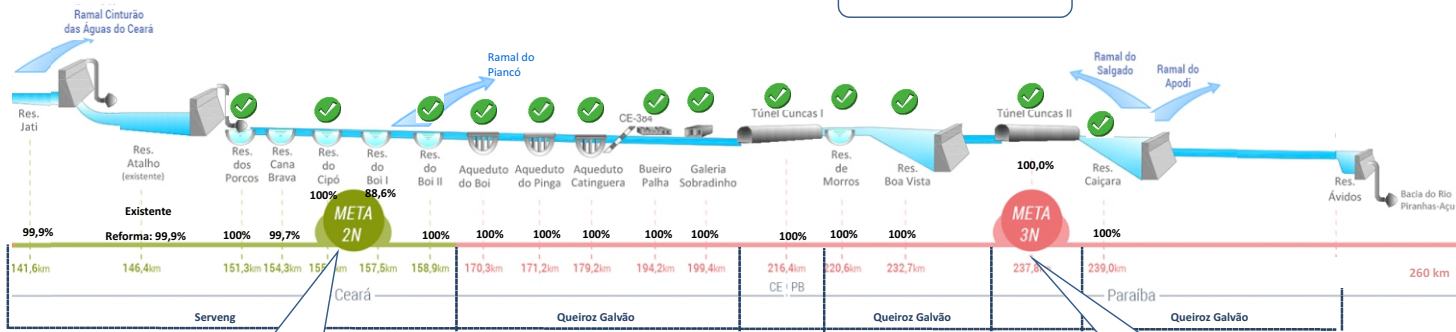 Ramal Cinturão
das Águas do Ceará
Ramal do
Piancó
Ramal do
Salgado
Ramal do
Apodi
CE-384
Túnel Cuncas I
Túnel Cuncas II
Res.
Jati
Res.
Atalho
(existente)
Res.
dos
Porcos
Res.
Cana
Brava
Res.
do
Cipó
Res.
do
Boi I
Res.
do
Boi II
Aqueduto
do Boi
Aqueduto
do Pinga
Aqueduto
Catinguera
Bueiro
Palha
Galeria
Sobradinho
Res.
de
Morros
Res.
Boa Vista
Res.
Caiçara
Res.
Ávidos
Bacia do Rio
Piranhas-Açu
100%
88,6%
100,0%
Existente
Reforma: 99,9%
META
2N
META
3N
99,9%
100%
99,7%
100%
100%
100%
100%
100%
100%
100%
100%
100%
100%
141,6km
146,4km
151,3km
154,3km
157,5km
158,9km
170,3km
171,2km
179,2km
194,2km
199,4km
216,4km
220,6km
232,7km
239,0km
260 km
CE PB
Ceará
Paraíba
Serveng
Queiroz Galvão
Queiroz Galvão
Queiroz Galvão